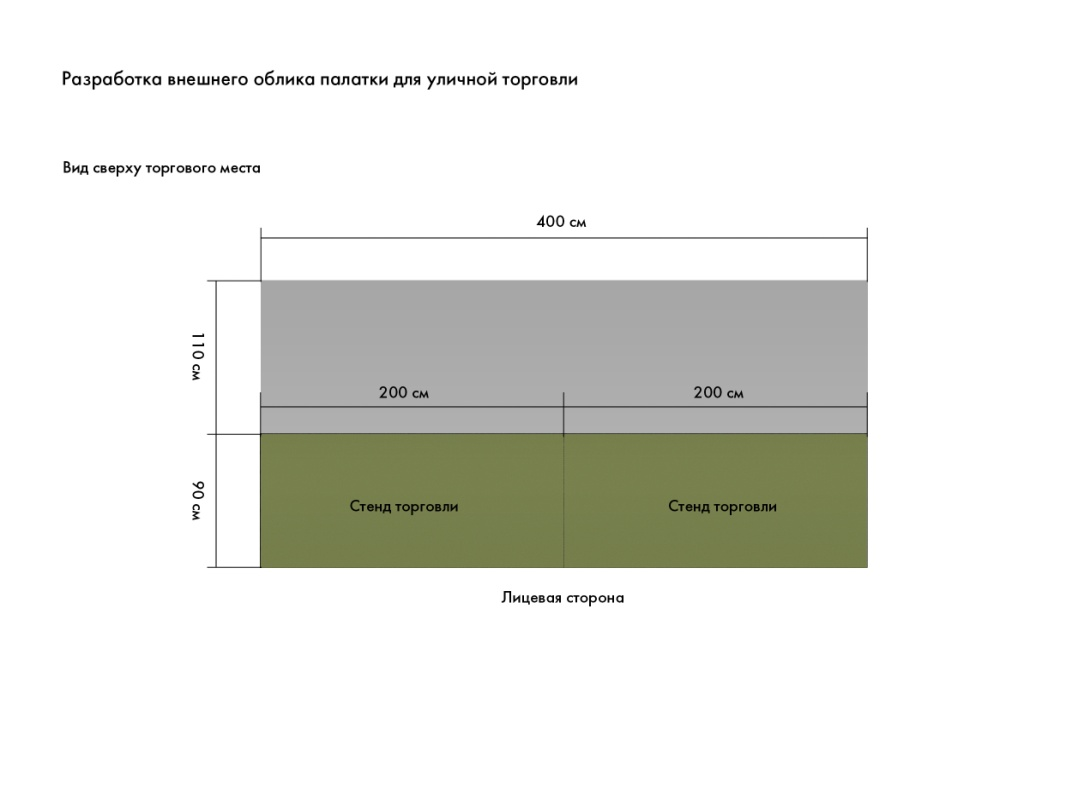 Разработка внешнего облика палатки для уличной торговли
Вид сверху торгового места
400 см
110 см
200 см
200 см
90 см
Стенд торговли
Стенд торговли
Лицевая сторона